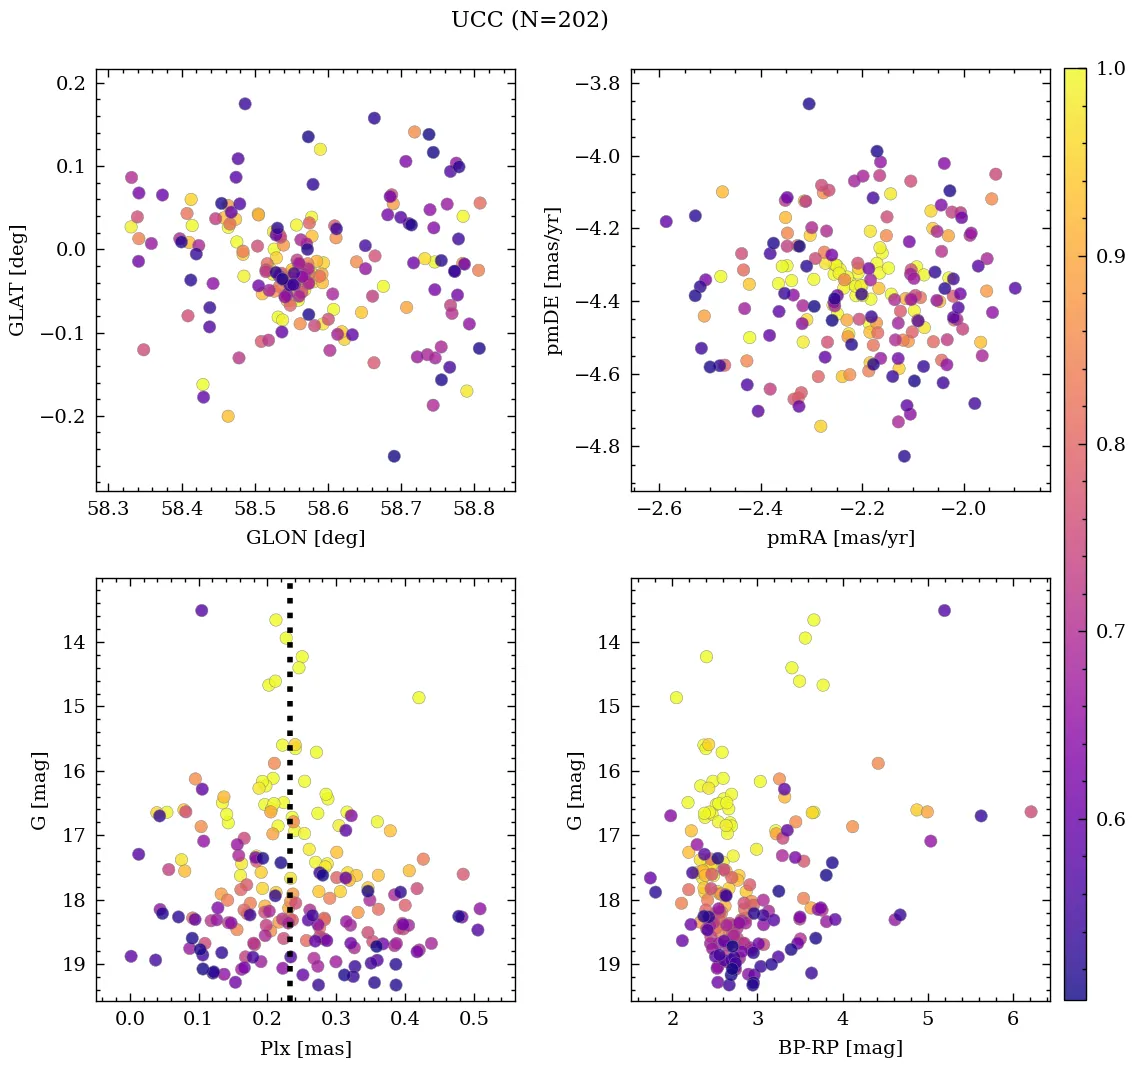 UCC (N=202)
0.2
0.1
0.0
−0.1
−0.2
GLAT [deg]
58.3 58.4 58.5 58.6 58.7 58.8
GLON [deg]
−3.8
−4.0
−4.2
−4.4
−4.6
−4.8
pmDE [mas/yr]
−2.6 −2.4 −2.2 −2.0
pmRA [mas/yr]
14
15
16
17
18
19
G [mag]
0.0 0.1 0.2 0.3 0.4 0.5
Plx [mas]
14
15
16
17
18
19
G [mag]
2 3 4 5 6
BP-RP [mag]
1.0
0.9
0.8
0.7
0.6